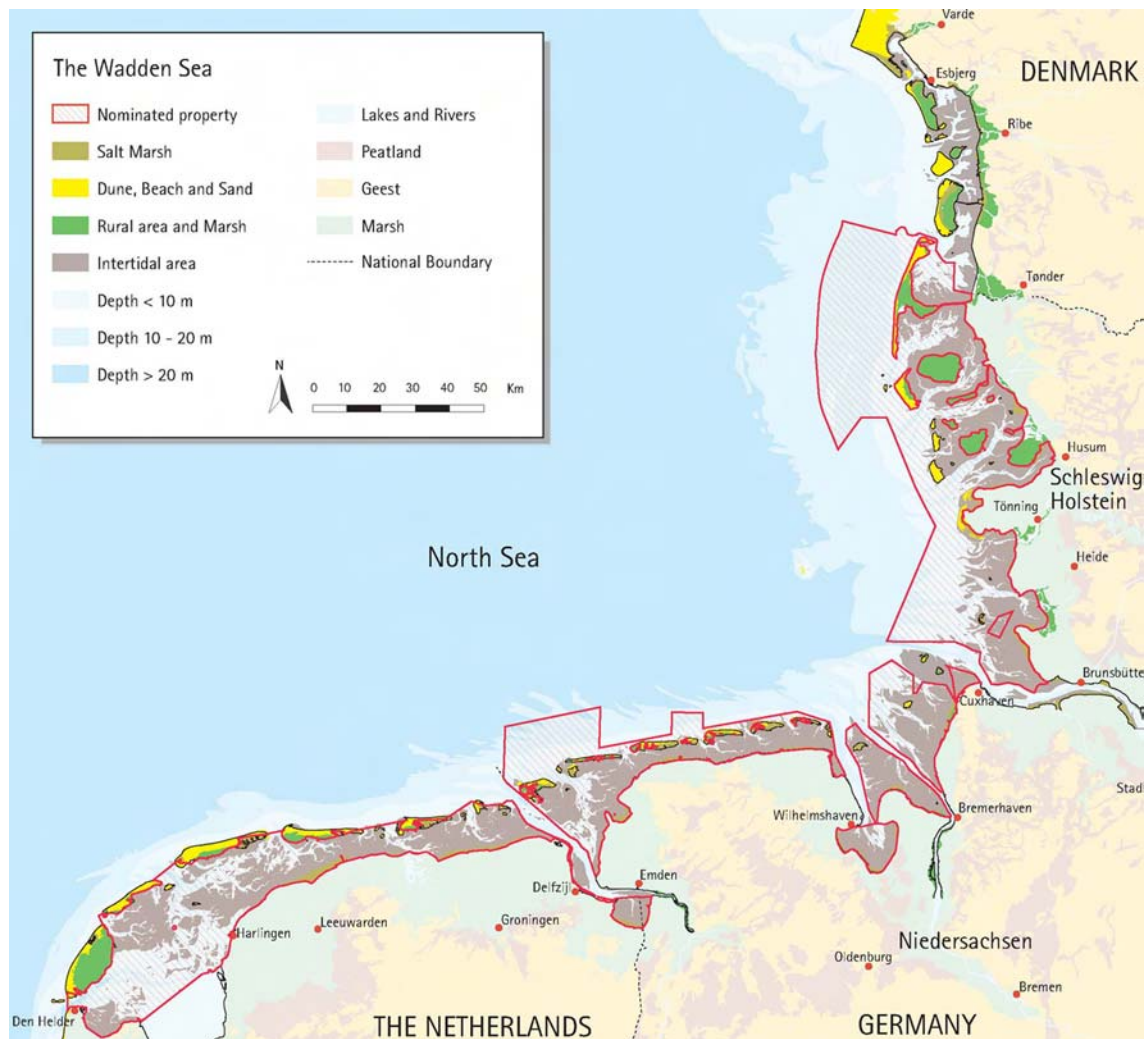 The Wadden Sea
Nominated property
Salt Marsh
Dune, Beach and Sand
Rural area and Marsh
Intertidal area
Depth < 10 m
Depth 10 - 20 m
Depth > 20 m
Lakes and Rivers
Peatland
Geest
Marsh
National Boundary
N
0 10 20 30 40 50 Km
Varde
Esbjerg
DENMARK
Ribe
Tønder
Husum
Schleswig
Holstein
Tönning
Heide
North Sea
Brunsbütte
Cuxhaven
Stad
Wilhelmshaven
Bremerhaven
Emden
Delfzijl
Groningen
Leeuwarden
Harlingen
Niedersachsen
Oldenburg
Bremen
Den Helder
THE NETHERLANDS
GERMANY